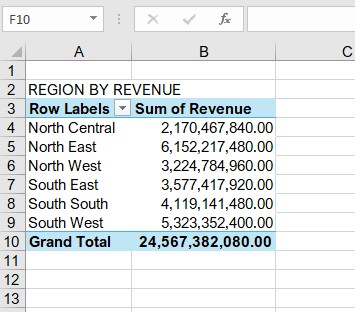 F10 fx
A B C
1
2 REGION BY REVENUE
3 Row Labels Sum of Revenue
4 North Central 2,170,467,840.00
5 North East 6,152,217,480.00
6 North West 3,224,784,960.00
7 South East 3,577,417,920.00
8 South South 4,119,141,480.00
9 South West 5,323,352,400.00
10 Grand Total 24,567,382,080.00
11
12
13